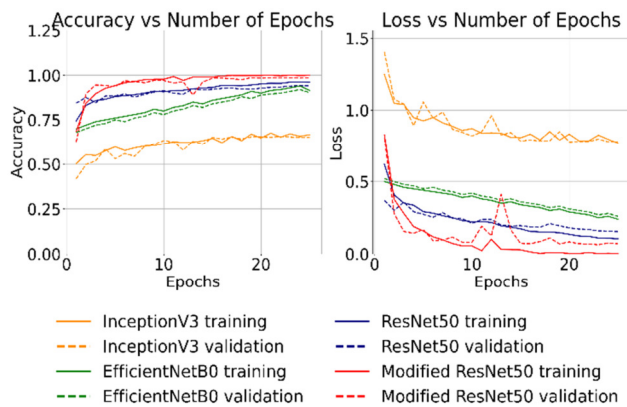 Accuracy vs Number of Epochs
1.25
1.00
0.75
0.50
0.25
0.00
Accuracy
0
10
20
Epochs
Loss vs Number of Epochs
1.5
1.0
0.5
0.0
Loss
0
10
20
Epochs
InceptionV3 training
InceptionV3 validation
EfficientNetB0 training
EfficientNetB0 validation
ResNet50 training
ResNet50 validation
Modified ResNet50 training
Modified ResNet50 validation